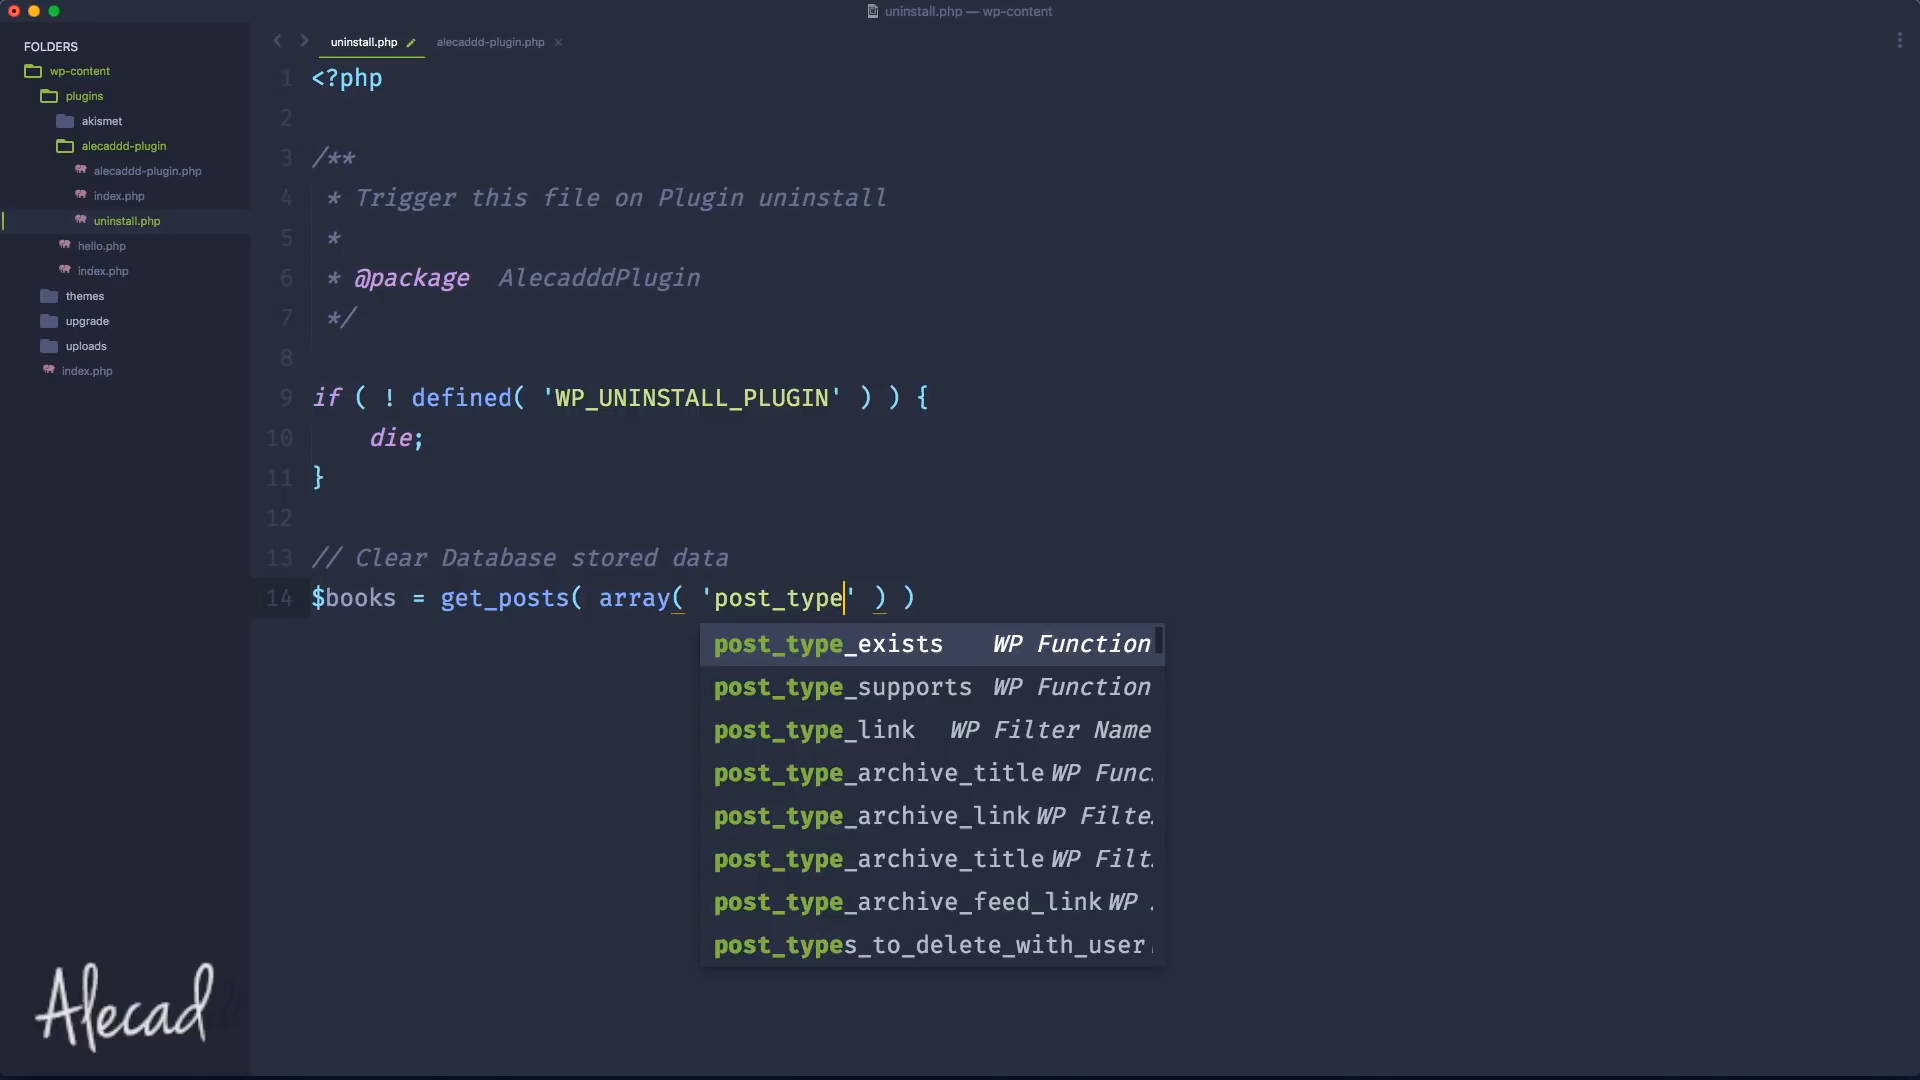 uninstall.php — wp-content
FOLDERS
wp-content
plugins
akismet
alecaddd-plugin
alecaddd-plugin.php
index.php
uninstall.php
hello.php
index.php
themes
upgrade
uploads
index.php
uninstall.php
alecaddd-plugin.php
1 <?php
2
3 /**
4 * Trigger this file on Plugin uninstall
5 *
6 * @package  AlecadddPlugin
7 */
8
9 if ( ! defined( 'WP_UNINSTALL_PLUGIN' ) ) {
10 die;
11 }
12
13 // Clear Database stored data
14 $books = get_posts( array( 'post_type' ) )
post_type_exists WP Function
post_type_supports WP Function
post_type_link WP Filter Name
post_type_archive_title WP Func.
post_type_archive_link WP Filte.
post_type_archive_title WP Filt.
post_type_archive_feed_link WP .
post_types_to_delete_with_user
Alecad